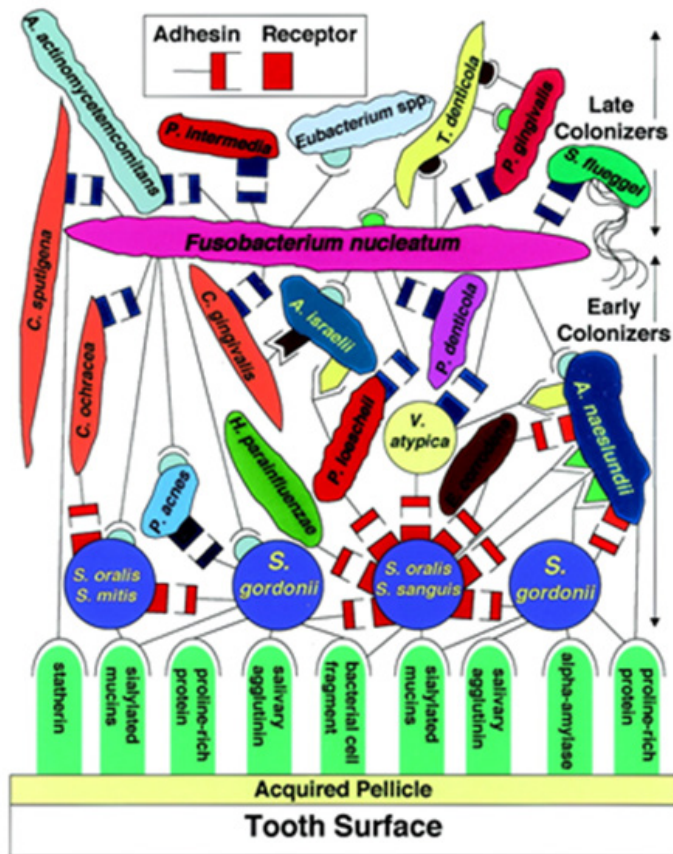 A. actinomycetemcomitans
Adhesin
Receptor
P. intermedia
Eubacterium spp.
T. denticola
P. gingivalis
Late
Colonizers
S. flueggei
C. sputigena
Fusobacterium nucleatum
Early
Colonizers
C. ochracea
C. gingivalis
A. israelii
P. denticola
A. naeslundii
P. loescheii
V.
atypica
H. parainfluenzae
P. acnes
S. oralis
S. mitis
S.
gordonii
S. oralis
S. sanguis
S.
gordonii
statherin
sialylated
mucins
proline-rich
protein
salivary
agglutinin
bacterial cell
fragment
sialylated
mucins
salivary
agglutinin
alpha-amylase
proline-rich
protein
Acquired Pellicle
Tooth Surface